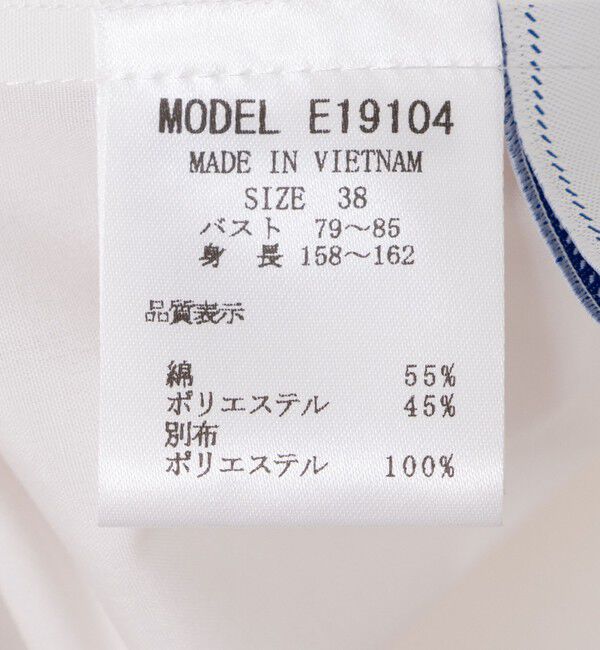 MODEL E19104
MADE IN VIETNAM
SIZE 38
バスト 79～85
身長 158～162
品質表示
綿 55%
ポリエステル 45%
別布
ポリエステル 100%